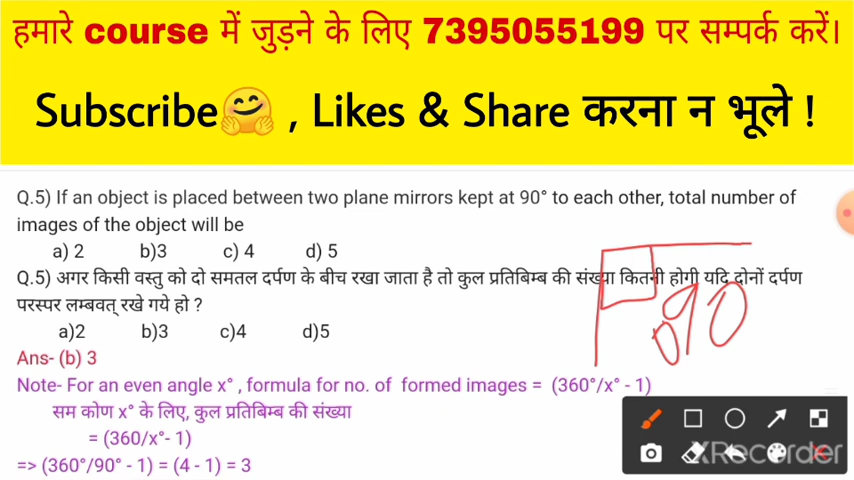 हमारे course में जुड़ने के लिए 7395055199 पर सम्पर्क करें।
Subscribe🤗 , Likes & Share करना न भूले !
Q.5) If an object is placed between two plane mirrors kept at 90° to each other, total number of
images of the object will be
a) 2 b)3 c) 4 d) 5
Q.5) अगर किसी वस्तु को दो समतल दर्पण के बीच रखा जाता है तो कुल प्रतिबिम्ब की संख्या कितनी होगी यदि दोनों दर्पण
परस्पर लम्बवत् रखे गये हो ?
a)2 b)3 c)4 d)5
90
Ans- (b) 3
Note- For an even angle x° , formula for no. of formed images = (360°/x° - 1)
सम कोण x° के लिए, कुल प्रतिबिम्ब की संख्या
= (360/x°- 1)
=> (360°/90° - 1) = (4 - 1) = 3
XRecorder